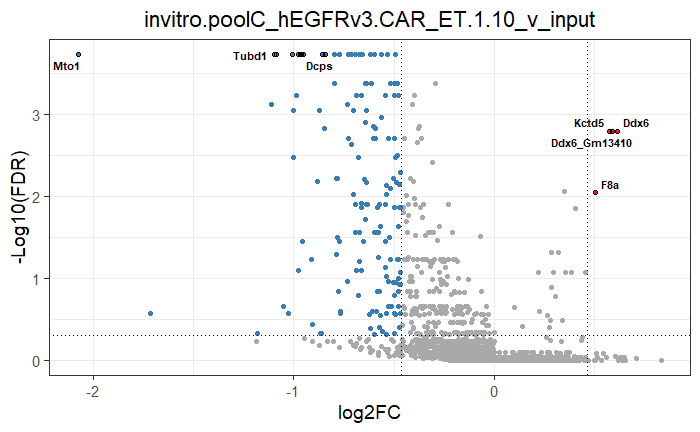 invitro.poolC_hEGFRv3.CAR_ET.1.10_v_input
Mto1
Tubd1
Dcps
Kctd5
Ddx6
Ddx6_Gm13410
F8a
-Log10(FDR)
3
2
1
0
-2
-1
0
log2FC